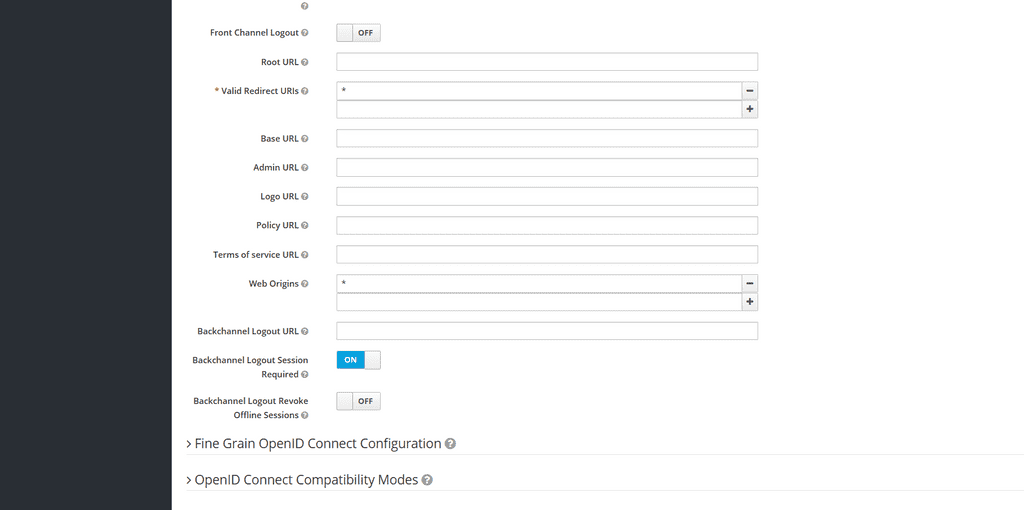 Front Channel Logout OFF
Root URL
* Valid Redirect URIs *
Base URL
Admin URL
Logo URL
Policy URL
Terms of service URL
Web Origins *
Backchannel Logout URL
Backchannel Logout Session
Required ON
Backchannel Logout Revoke
Offline Sessions OFF
Fine Grain OpenID Connect Configuration
OpenID Connect Compatibility Modes